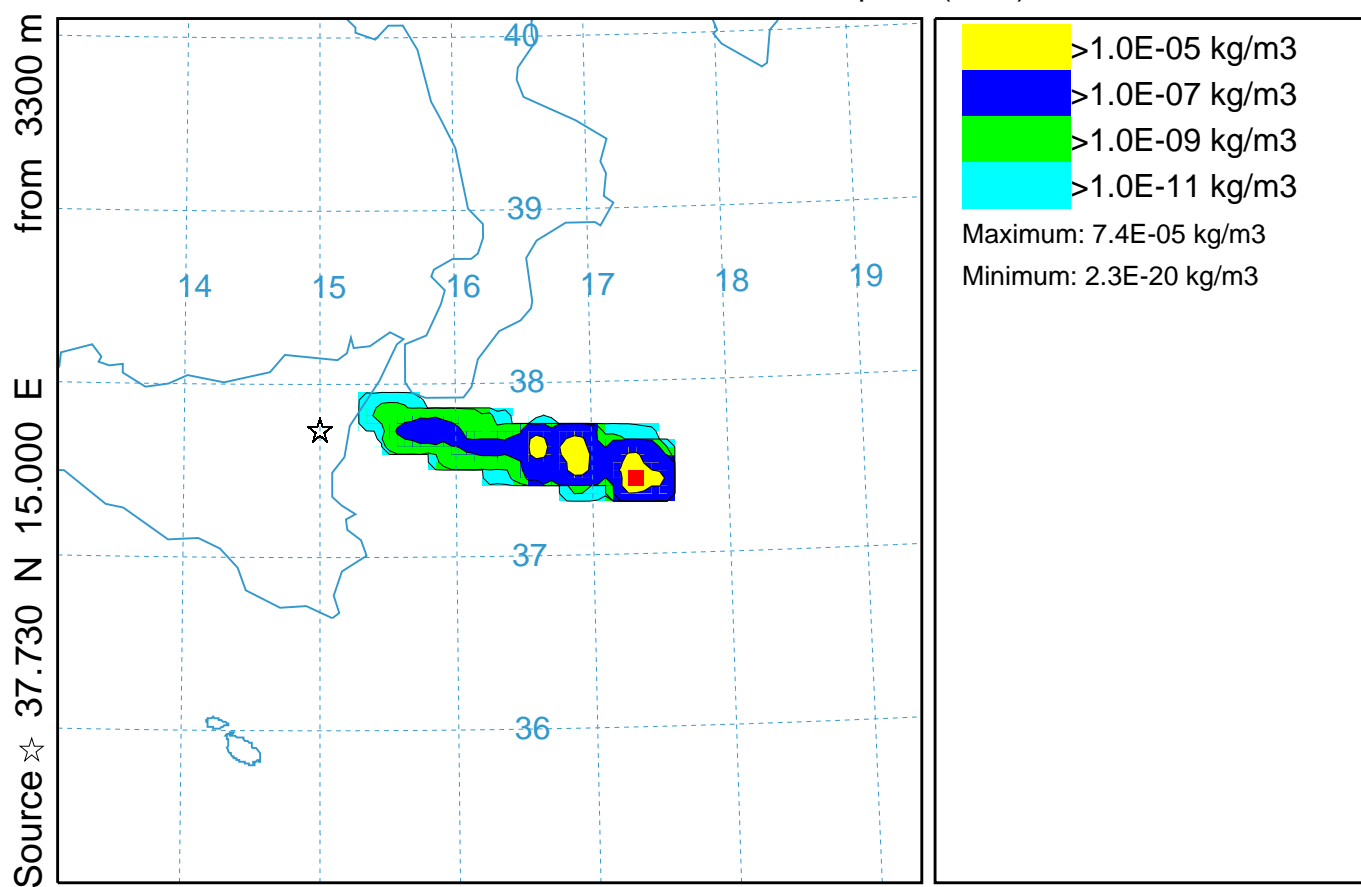 Source ☆ 37.730 N 15.000 E from 3300 m
40
39
14 15 16 17 18 19
38
37
36
>1.0E-05 kg/m3
>1.0E-07 kg/m3
>1.0E-09 kg/m3
>1.0E-11 kg/m3
Maximum: 7.4E-05 kg/m3
Minimum: 2.3E-20 kg/m3